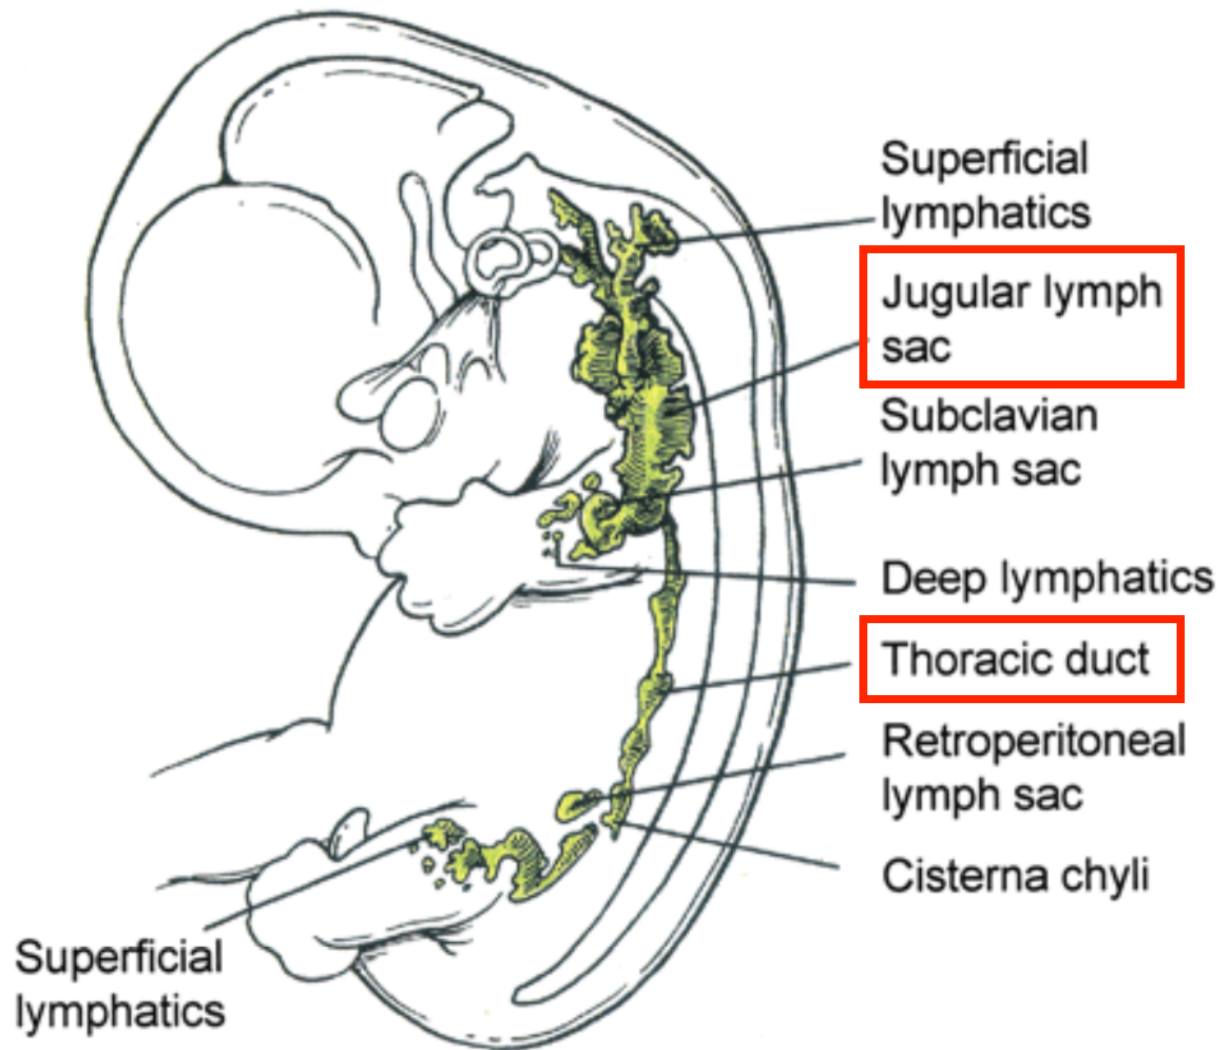 Superficial
lymphatics
Jugular lymph
sac
Subclavian
lymph sac
Deep lymphatics
Thoracic duct
Retroperitoneal
lymph sac
Cisterna chyli
Superficial
lymphatics